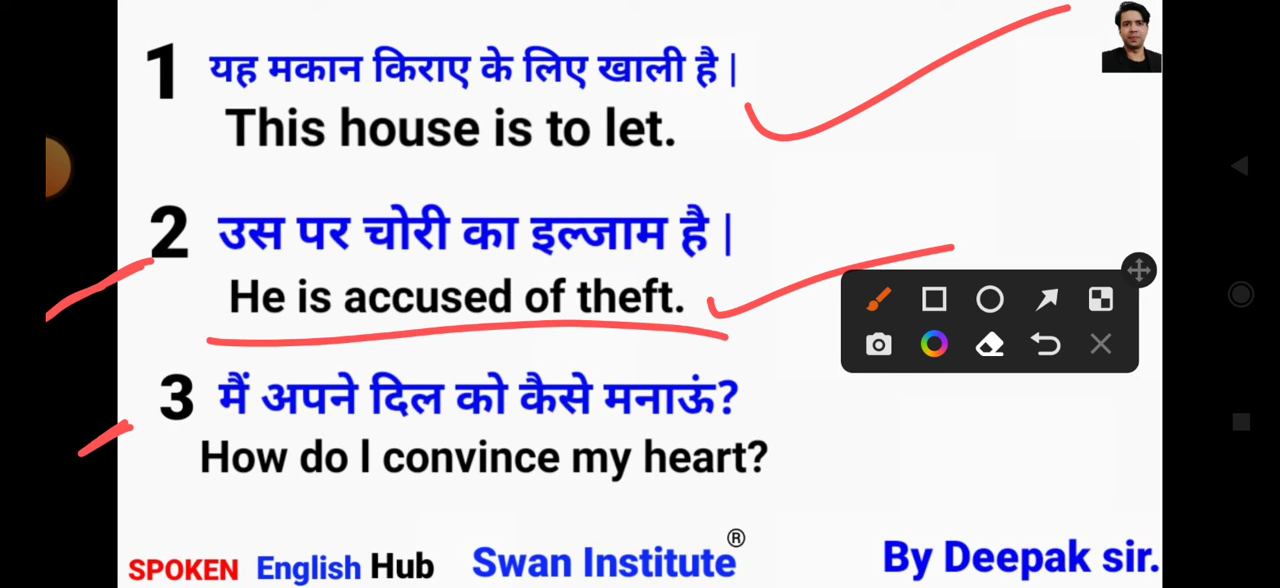 1 यह मकान किराए के लिए खाली है |
This house is to let.
2 उस पर चोरी का इल्जाम है |
He is accused of theft.
3 मैं अपने दिल को कैसे मनाऊं?
How do l convince my heart?
SPOKEN English Hub Swan Institute ® By Deepak sir.